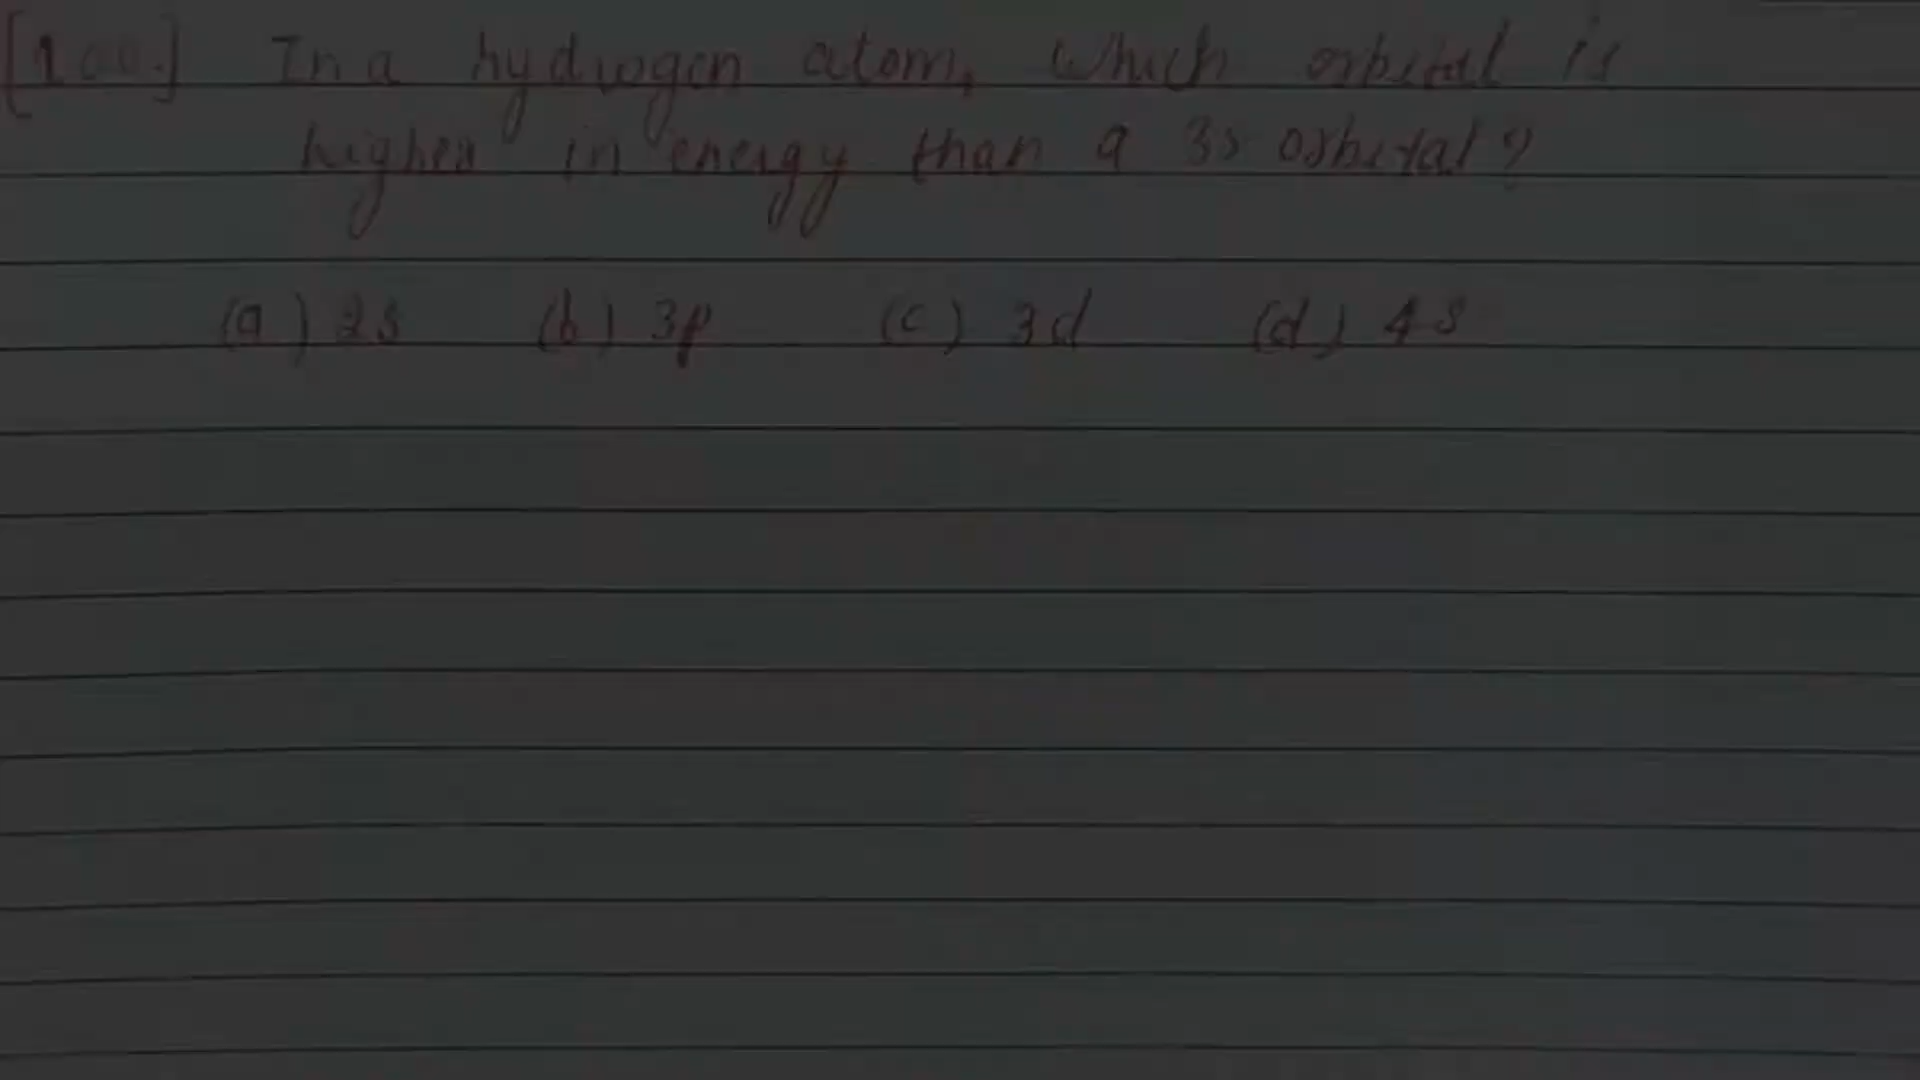 [100.] In a hydrogen atom, which orbital is
higher in energy than a 3s orbital?
(a) 2s (b) 3p (c) 3d (d) 4s